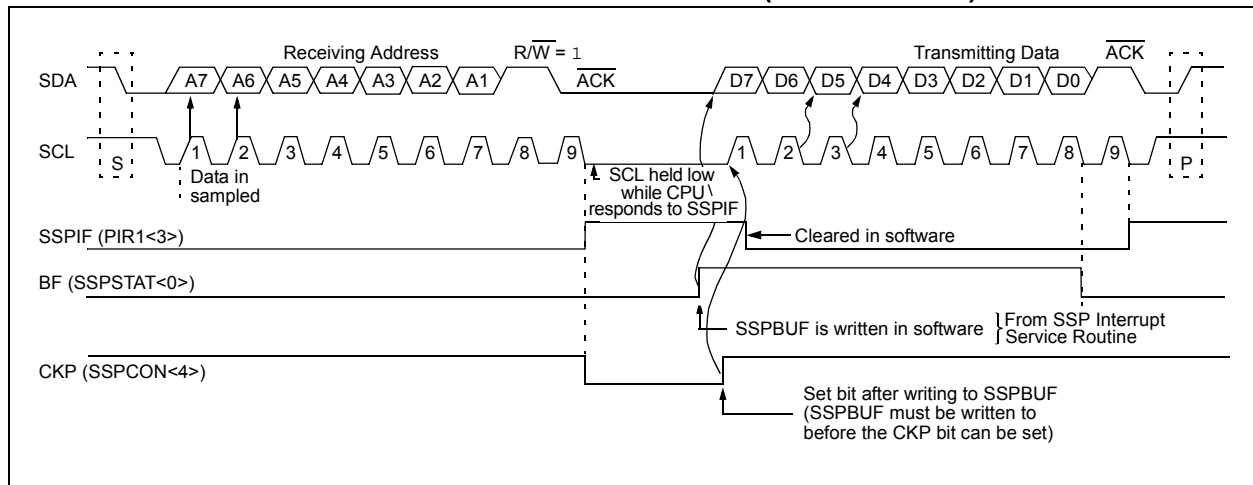 Receiving Address R/W = 1 Transmitting Data ACK
SDA A7 A6 A5 A4 A3 A2 A1 ACK D7 D6 D5 D4 D3 D2 D1 D0
SCL S 1 2 3 4 5 6 7 8 9 1 2 3 4 5 6 7 8 9 P
Data in
sampled
SCL held low
while CPU
responds to SSPIF
SSPIF (PIR1<3>)
Cleared in software
BF (SSPSTAT<0>)
SSPBUF is written in software
From SSP Interrupt
Service Routine
CKP (SSPCON<4>)
Set bit after writing to SSPBUF
(SSPBUF must be written to
before the CKP bit can be set)